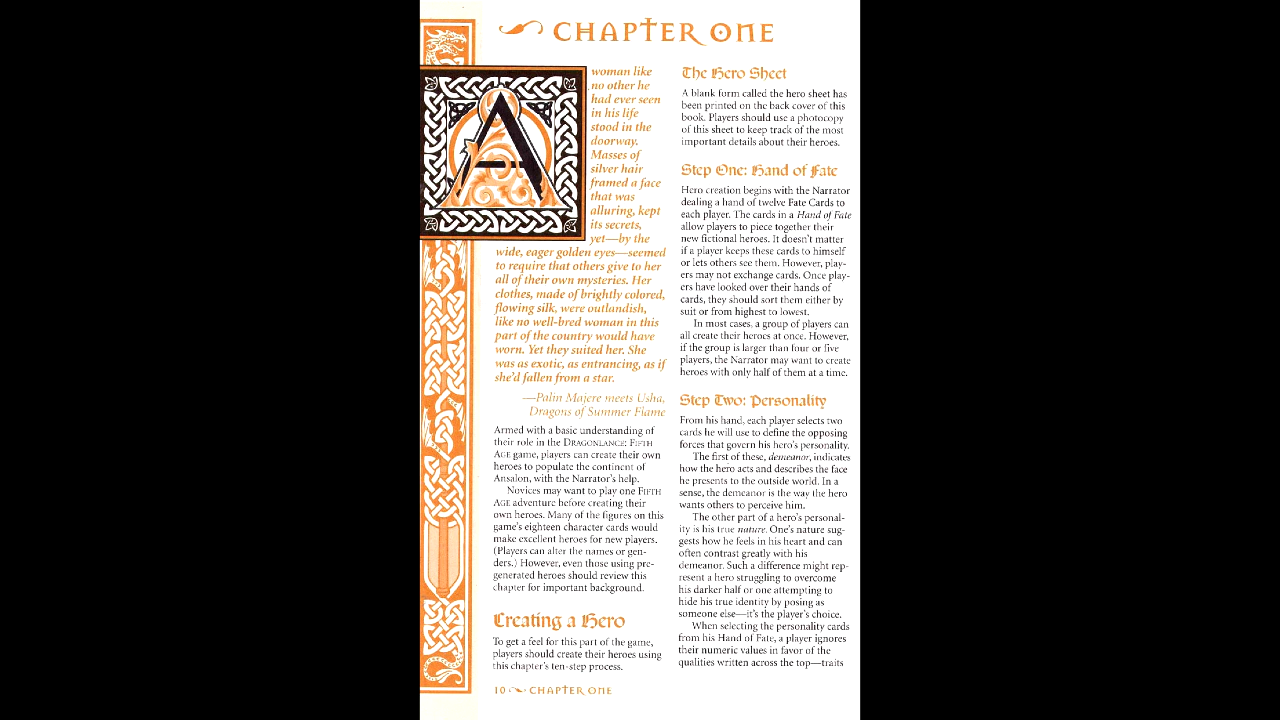 CHAPTER ONE
A
woman like
no other he
had ever seen
in his life
stood in the
doorway.
Masses of
silver hair
framed a face
that was
alluring, kept
its secrets,
yet—by the
wide, eager golden eyes—seemed
to require that others give to her
all of their own mysteries. Her
clothes, made of brightly colored,
flowing silk, were outlandish,
like no well-bred woman in this
part of the country would have
worn. Yet they suited her. She
was as exotic, as entrancing, as if
she'd fallen from a star.
—Palin Majere meets Usha,
Dragons of Summer Flame
Armed with a basic understanding of
their role in the DRAGONLANCE: FIFTH
AGE game, players can create their own
heroes to populate the continent of
Ansalon, with the Narrator's help.
Novices may want to play one FIFTH
AGE adventure before creating their
own heroes. Many of the figures on this
game's eighteen character cards would
make excellent heroes for new players.
(Players can alter the names or gen-
ders.) However, even those using pre-
generated heroes should review this
chapter for important background.
Creating a Hero
To get a feel for this part of the game,
players should create their heroes using
this chapter's ten-step process.
The Hero Sheet
A blank form called the hero sheet has
been printed on the back cover of this
book. Players should use a photocopy
of this sheet to keep track of the most
important details about their heroes.
Step One: Hand of Fate
Hero creation begins with the Narrator
dealing a hand of twelve Fate Cards to
each player. The cards in a Hand of Fate
allow players to piece together their
new fictional heroes. It doesn't matter
if a player keeps these cards to himself
or lets others see them. However, play-
ers may not exchange cards. Once play-
ers have looked over their hands of
cards, they should sort them either by
suit or from highest to lowest.
In most cases, a group of players can
all create their heroes at once. However,
if the group is larger than four or five
players, the Narrator may want to create
heroes with only half of them at a time.
Step Two: Personality
From his hand, each player selects two
cards he will use to define the opposing
forces that govern his hero's personality.
The first of these, demeanor, indicates
how the hero acts and describes the face
he presents to the outside world. In a
sense, the demeanor is the way the hero
wants others to perceive him.
The other part of a hero's personal-
ity is his true nature. One's nature sug-
gests how he feels in his heart and can
often contrast greatly with his
demeanor. Such a difference might rep-
resent a hero struggling to overcome
his darker half or one attempting to
hide his true identity by posing as
someone else—it's the player's choice.
When selecting the personality cards
from his Hand of Fate, a player ignores
their numeric values in favor of the
qualities written across the top—traits
10 CHAPTER ONE